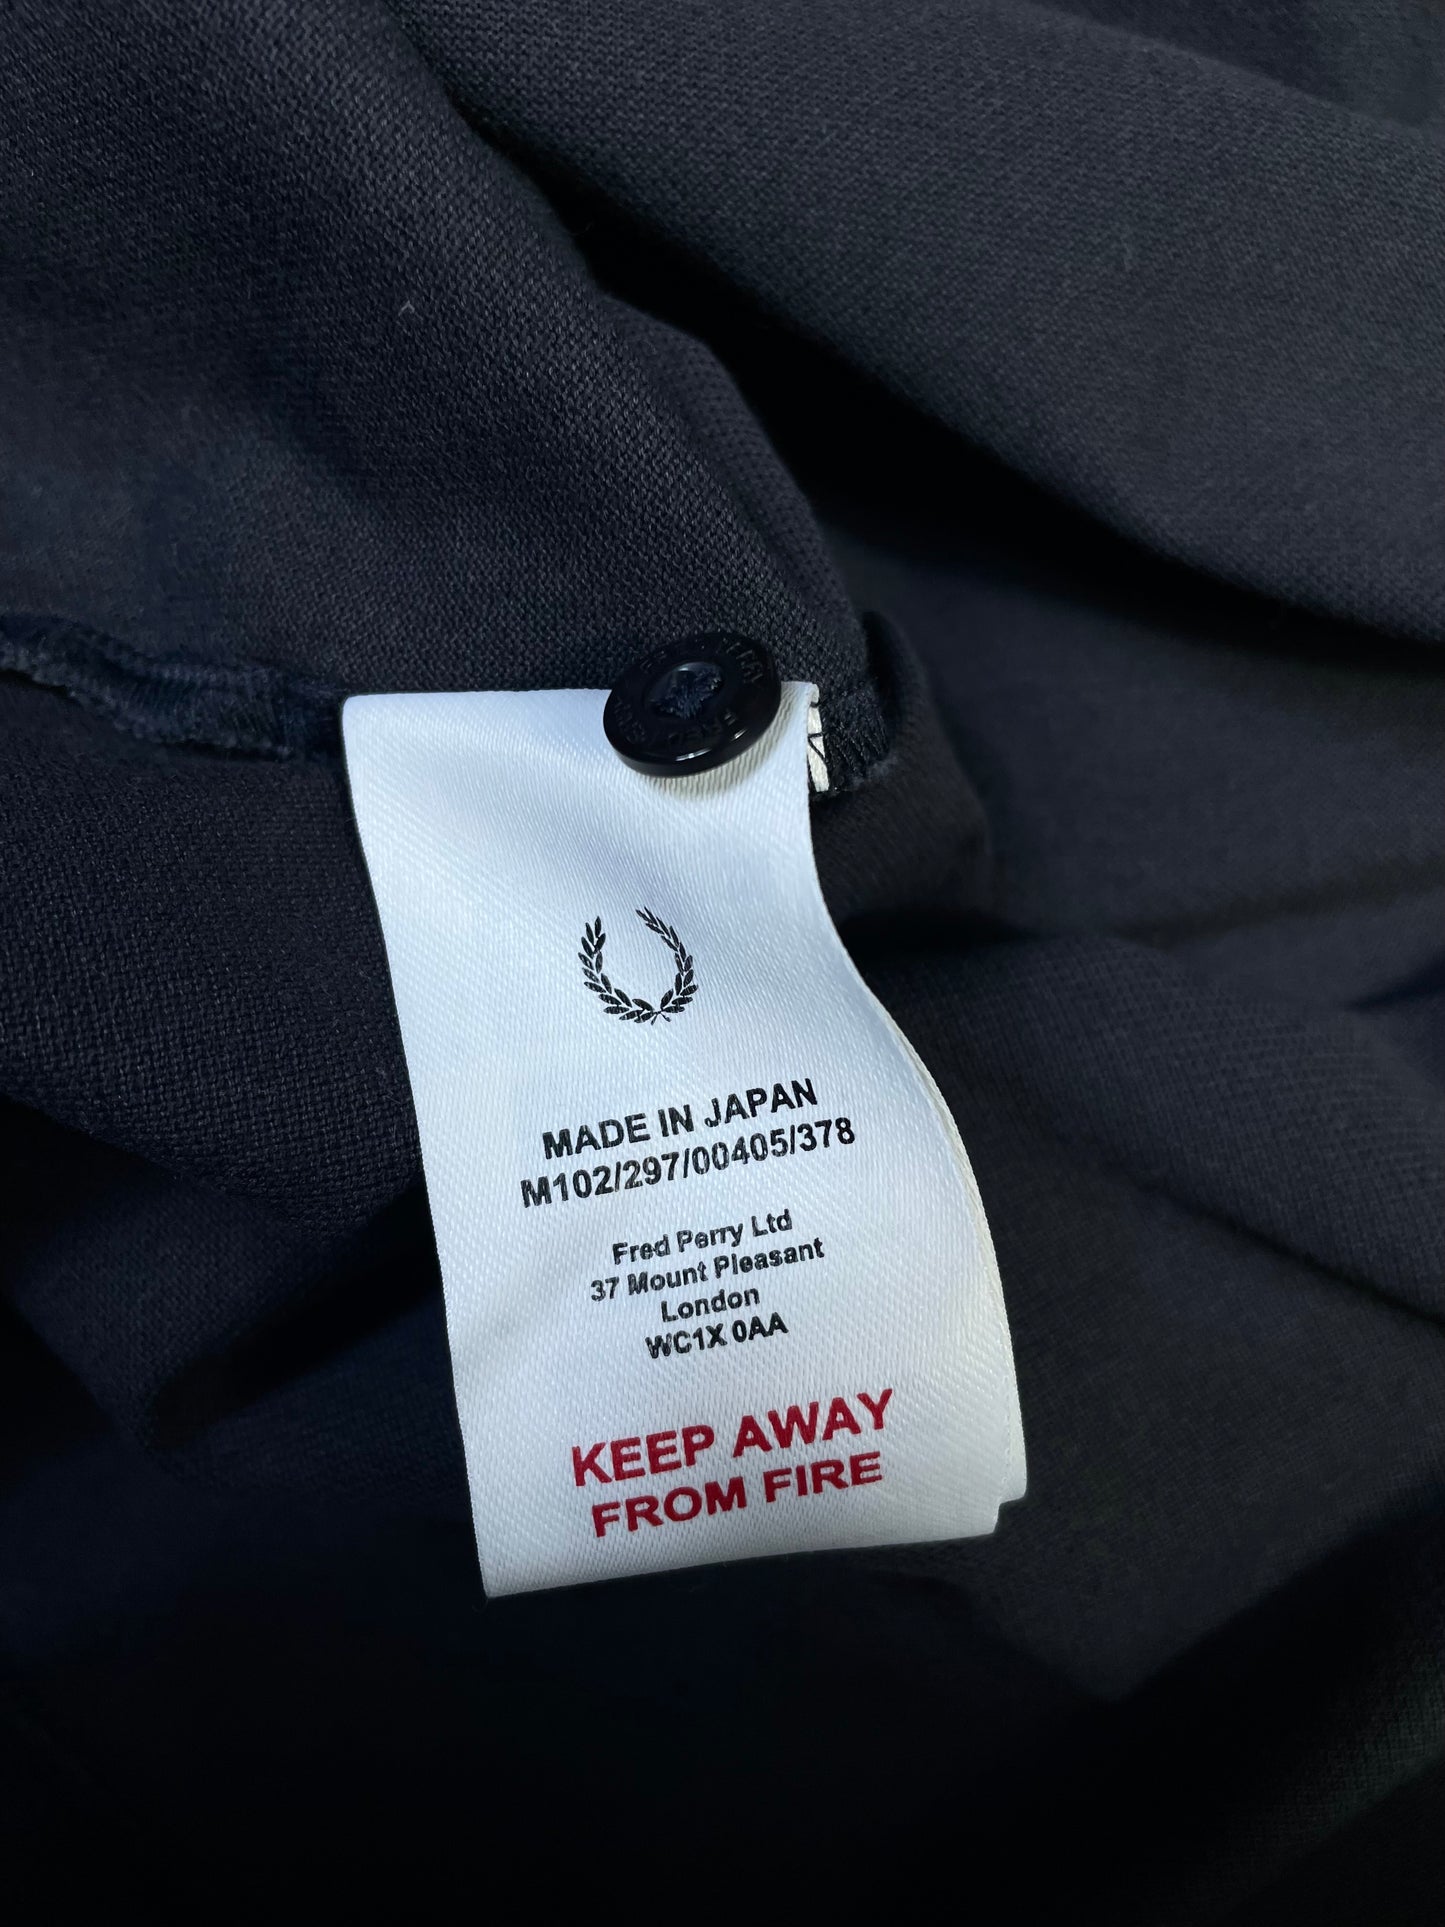 MADE IN JAPAN
M102/297/00405/378
Fred Perry Ltd
37 Mount Pleasant
London
WC1X 0AA
KEEP AWAY
FROM FIRE